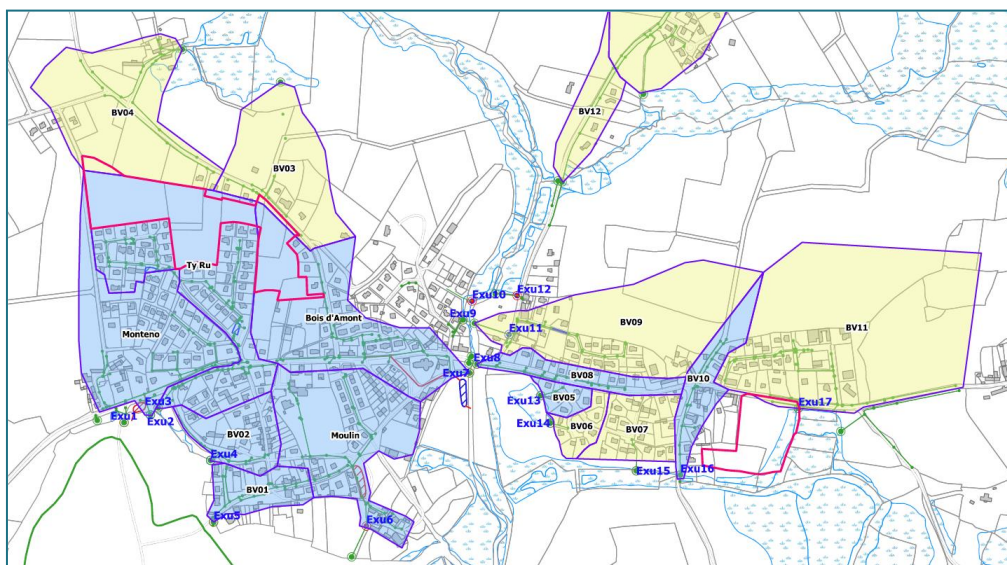 BV04
BV12
BV03
Ty Ru
Exu10
Exu12
Bois d'Amont
Exu9
Monteno
Exu11
BV09
BV11
Exu8
Exu7
BV08
BV10
Exu3
Exu13
BV05
Exu17
Exu1
Exu2
Exu14
BV06
BV07
BV02
Moulin
Exu4
Exu15
Exu16
BV01
Exu5
Exu6